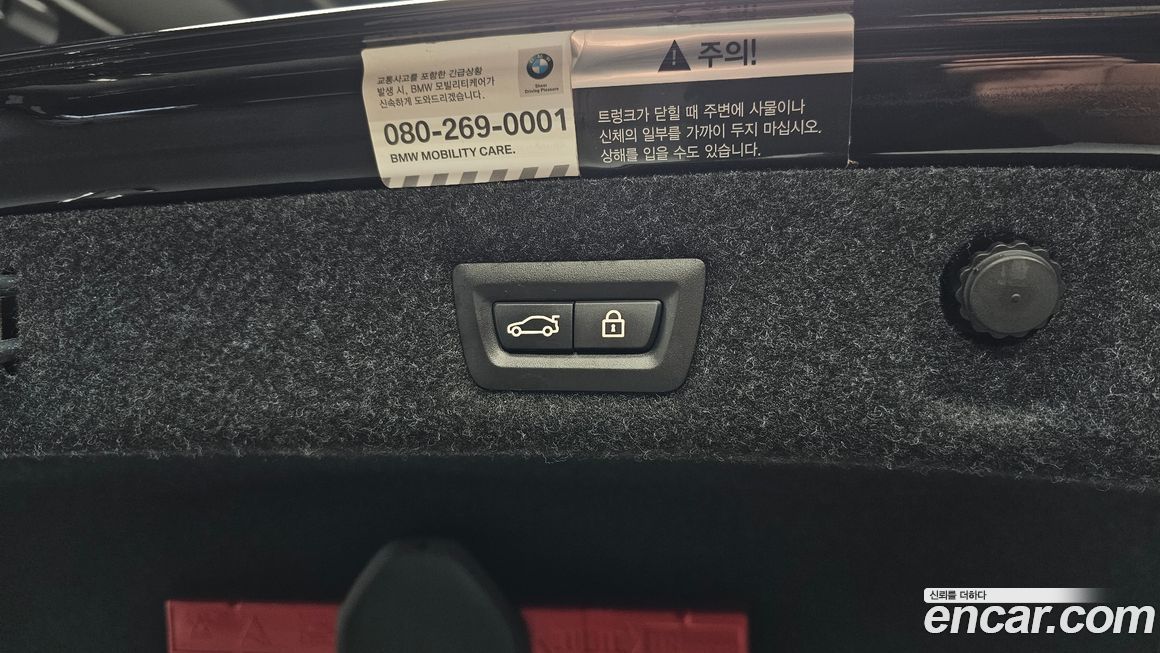 교통사고를 포함한 긴급상황
발생 시, BMW 모빌리티케어가
신속하게 도와드리겠습니다.
080-269-0001
BMW MOBILITY CARE.
Sheer
Driving Pleasure
주의!
트렁크가 닫힐 때 주변에 사물이나
신체의 일부를 가까이 두지 마십시오.
상해를 입을 수도 있습니다.
신뢰를 더하다
encar.com